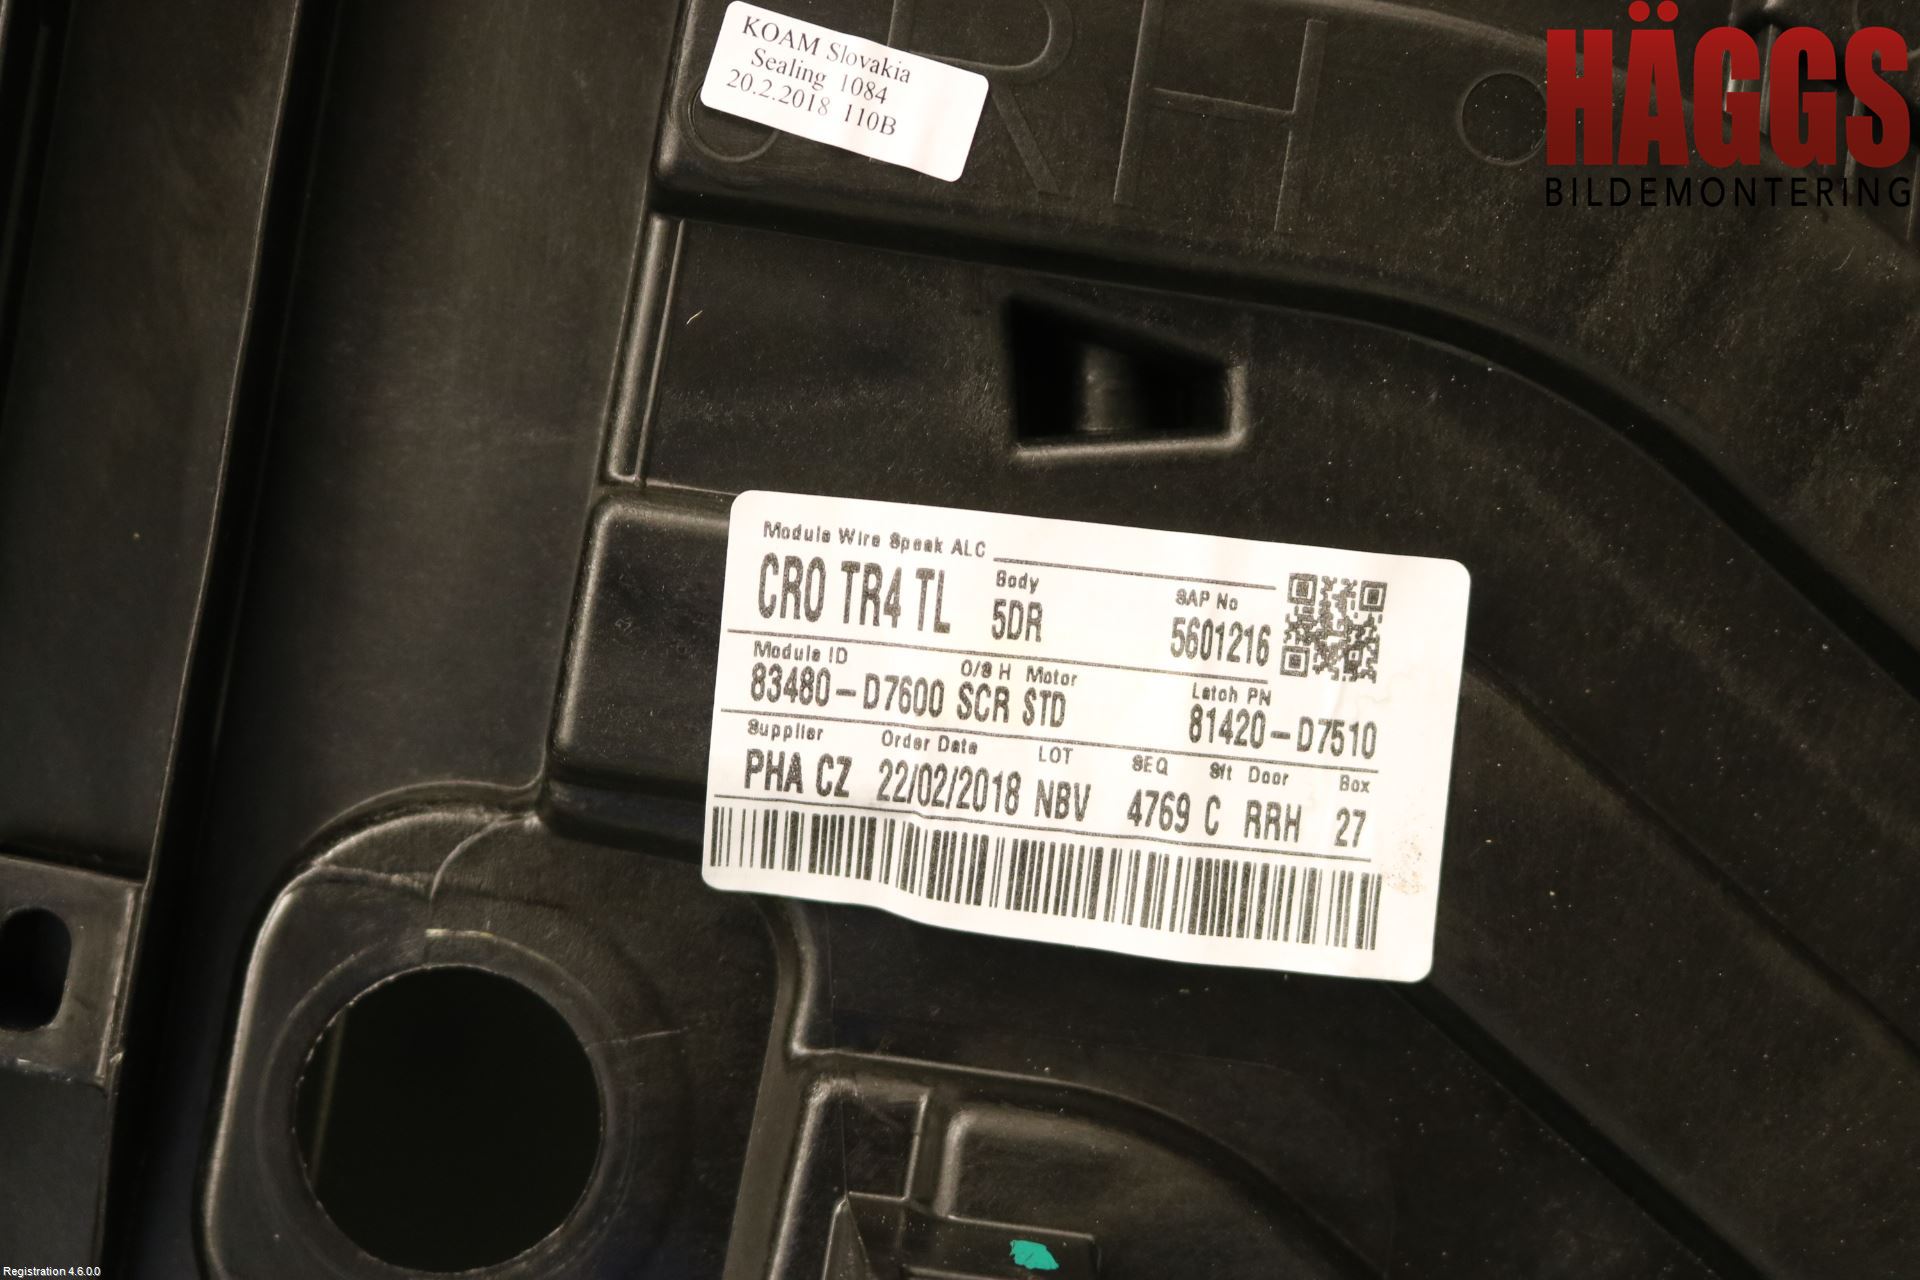 KOAM Slovakia
Sealing 1084
20.2.2018 110B
RH
HÄGGS
BILDEMONTERING
Module Wire Speak ALC
CR0 TR4 TL
Body
5DR
SAP No
5601216
Module ID
83480-D7600
O/S H Motor
SCR STD
Latch PN
81420-D7510
Supplier Order Date LOT SEQ Sft Door Box
PHA CZ 22/02/2018 NBV 4769 C RRH 27
Registration 4.6.0.0